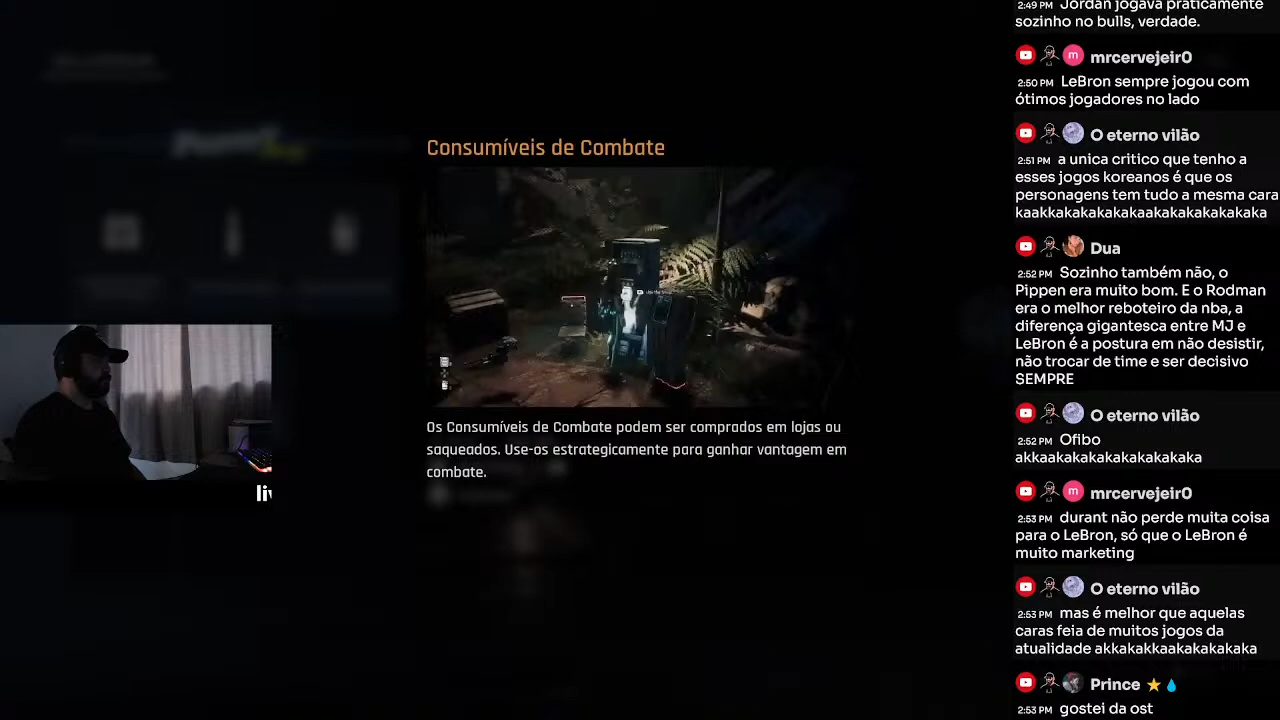 Consumíveis de Combate
Os Consumíveis de Combate podem ser comprados em lojas ou
saqueados. Use-os estrategicamente para ganhar vantagem em
combate.
liv
2:49 PM Jordan jogava praticamente
sozinho no bulls, verdade.
m mrcervejeir0
2:50 PM LeBron sempre jogou com
ótimos jogadores no lado
O eterno vilão
2:51 PM a unica critico que tenho a
esses jogos koreanos é que os
personagens tem tudo a mesma cara
kaakkakakakakaakakakakakakaka
Dua
2:52 PM Sozinho também não, o
Pippen era muito bom. E o Rodman
era o melhor reboteiro da nba, a
diferença gigantesca entre MJ e
LeBron é a postura em não desistir,
não trocar de time e ser decisivo
SEMPRE
O eterno vilão
2:52 PM Ofibo
akkaakakakakakakakaka
m mrcervejeir0
2:53 PM durant não perde muita coisa
para o LeBron, só que o LeBron é
muito marketing
O eterno vilão
2:53 PM mas é melhor que aquelas
caras feia de muitos jogos da
atualidade akkakakkaakakakakaka
Prince
2:53 PM gostei da ost